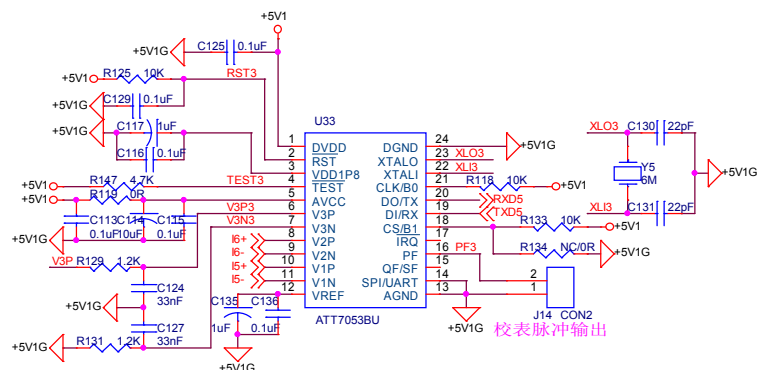 +5V1
+5V1G
C125
0.1uF
+5V1
R125
10K
RST3
C129
0.1uF
+5V1G
C117
1uF
+5V1G
C116
0.1uF
R147
4.7K
+5V1
TEST3
R119
0R
+5V1
C113
C114
C115
0.1uF
10uF
0.1uF
+5V1G
V3P3
V3N3
V3P
R129
1.2K
C124
33nF
+5V1G
C127
33nF
R131
1.2K
+5V1G
I6+
I6-
I5+
I5-
C135
1uF
C136
0.1uF
+5V1G
U33
1 DVDD
2 RST
3 VDD1P8
4 TEST
5 AVCC
6 V3P
7 V3N
8 V2P
9 V2N
10 V1P
11 V1N
12 VREF
DGND 24
XTALO 23
XTALI 22
CLK/B0 21
DO/TX 20
DI/RX 19
CS/B1 18
IRQ 17
PF 16
QF/SF 15
SPI/UART 14
AGND 13
ATT7053BU
+5V1G
XLO3
XLI3
R118
10K
+5V1
RXD5
TXD5
R133
10K
+5V1
R134
NC/0R
+5V1G
PF3
2
1
J14
CON2
+5V1G
校表脉冲输出
XLO3
C130
22pF
Y5
6M
+5V1G
XLI3
C131
22pF